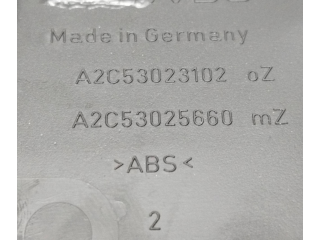 Made in Germany
A2C53023102 oZ
A2C53025660 mZ
>ABS<
2